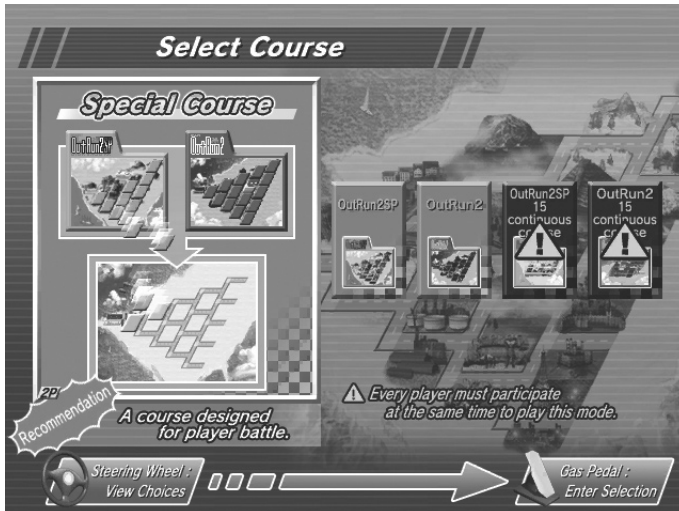 Select Course
Special Course
OutRun2SP
OutRun2
OutRun2SP
OutRun2
OutRun2SP
15
continuous
course
OutRun2
15
continuous
course
2P
Recommendation
A course designed
for player battle.
Every player must participate
at the same time to play this mode.
Steering Wheel :
View Choices
Gas Pedal :
Enter Selection